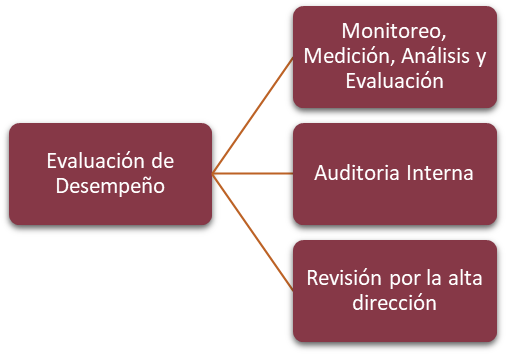 Monitoreo,
Medición, Análisis y
Evaluación
Evaluación de
Desempeño
Auditoria Interna
Revisión por la alta
dirección